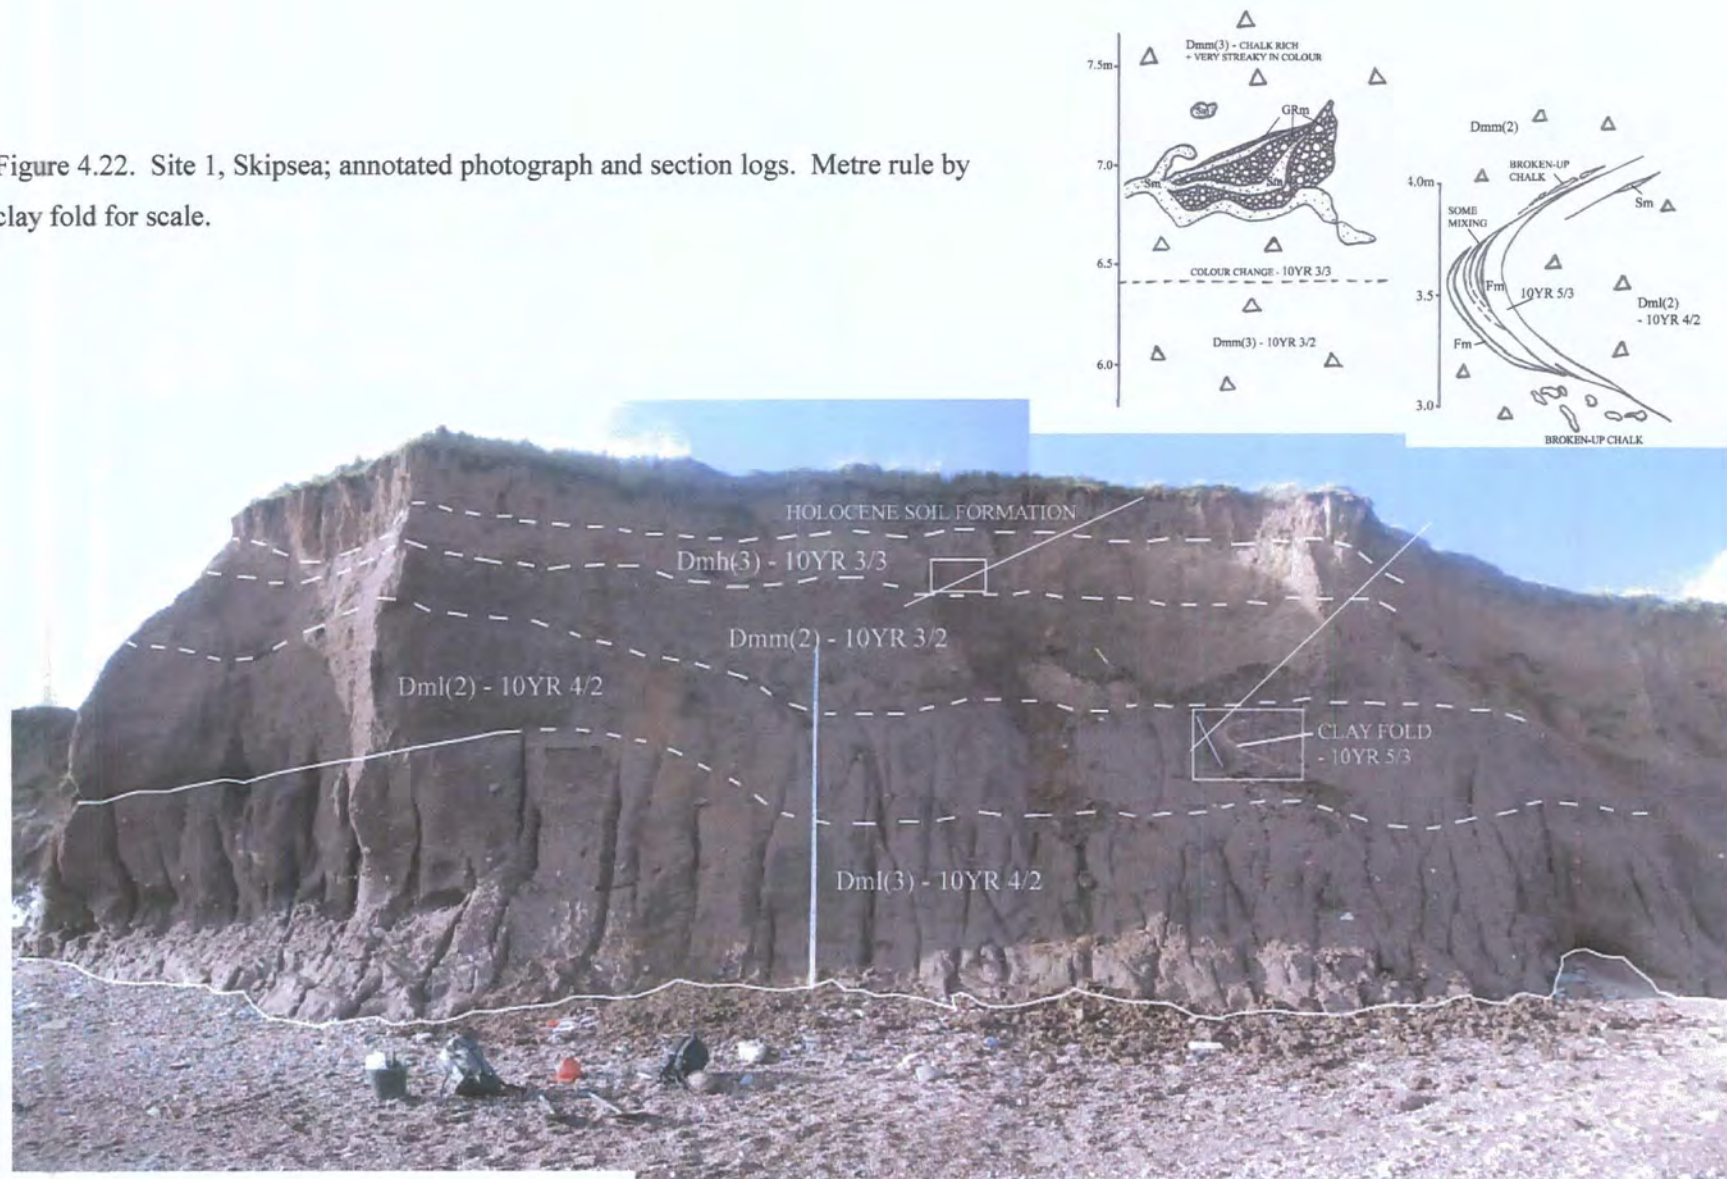 Figure 4.22. Site 1, Skipsea; annotated photograph and section logs. Metre rule by
clay fold for scale.
Dmm(3) - CHALK RICH
+ VERY STREAKY IN COLOUR
7.5m
Sm
GRm
7.0
Sm
Sm
6.5
COLOUR CHANGE - 10YR 3/3
Dmm(3) - 10YR 3/2
6.0
Dmm(2)
BROKEN-UP
CHALK
4.0m
Sm
SOME
MIXING
Fm
10YR 5/3
3.5
Dml(2)
- 10YR 4/2
Fm
3.0
BROKEN-UP CHALK
HOLOCENE SOIL FORMATION
Dmh(3) - 10YR 3/3
Dmm(2) - 10YR 3/2
Dml(2) - 10YR 4/2
CLAY FOLD
- 10YR 5/3
Dml(3) - 10YR 4/2